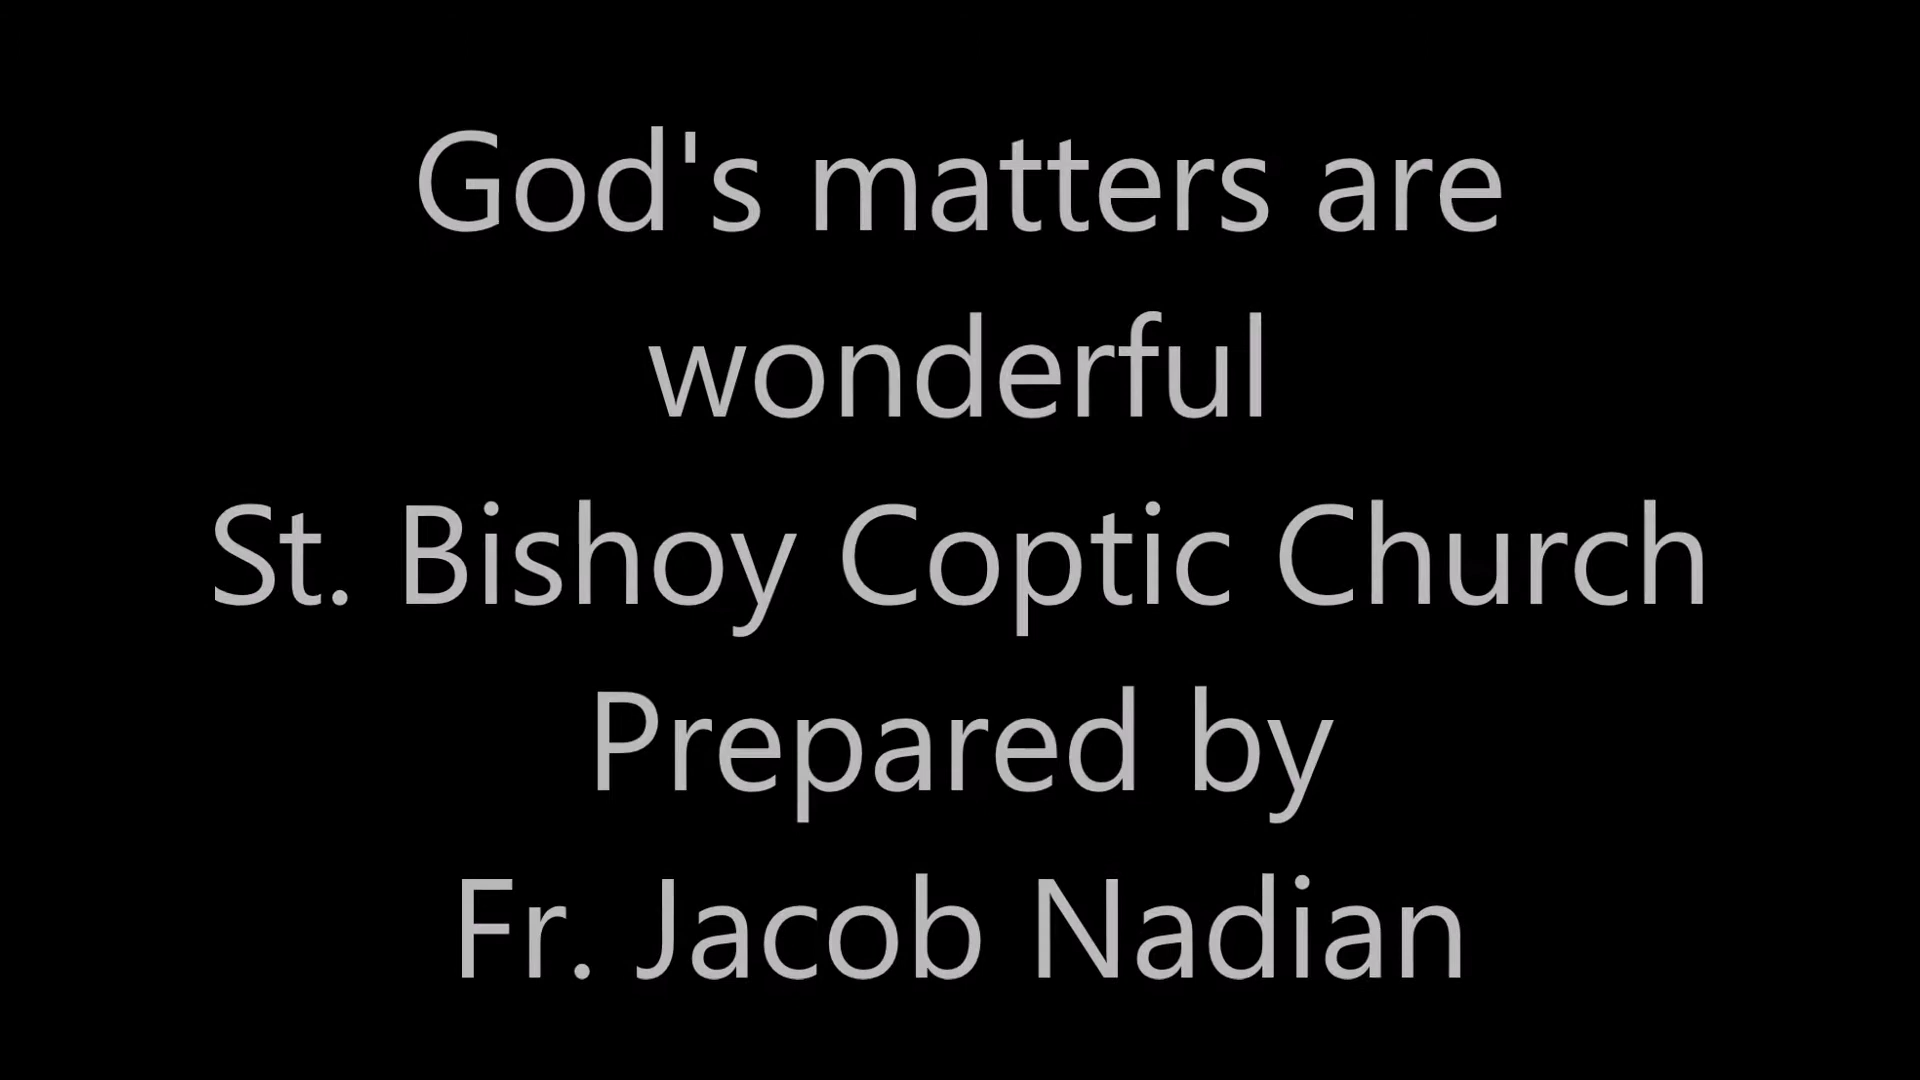 God's matters are
wonderful
St. Bishoy Coptic Church
Prepared by
Fr. Jacob Nadian